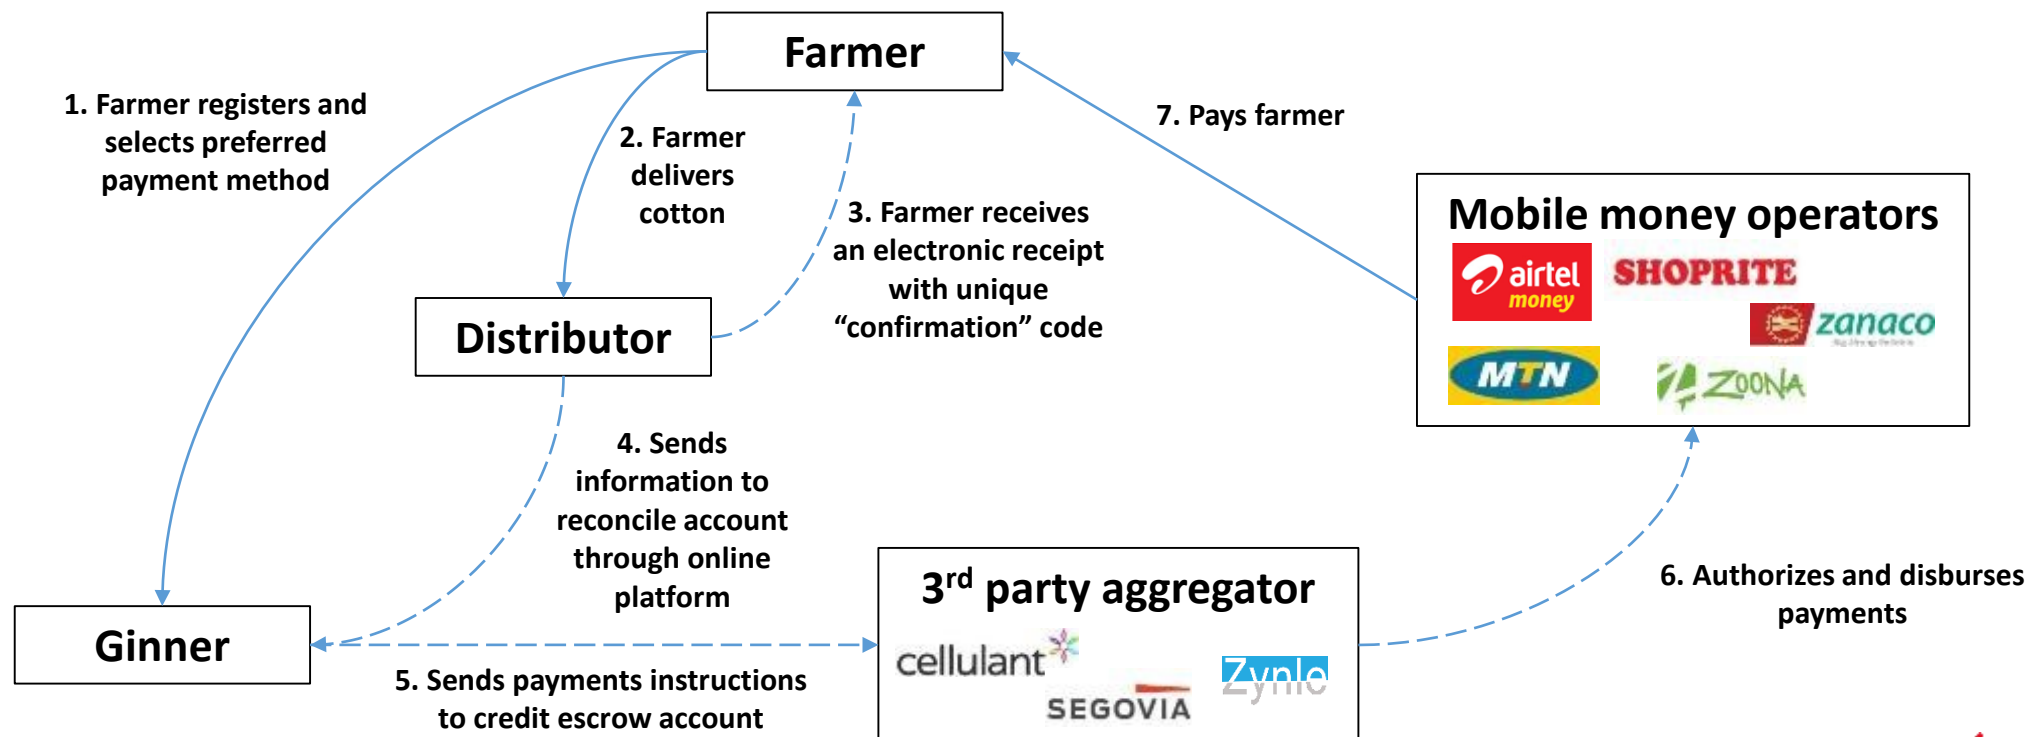 Farmer
1. Farmer registers and
selects preferred
payment method
2. Farmer
delivers
cotton
3. Farmer receives
an electronic receipt
with unique
“confirmation” code
7. Pays farmer
Mobile money operators
airtel
money
SHOPRITE
zanaco
MTN
ZOONA
Distributor
4. Sends
information to
reconcile account
through online
platform
Ginner
5. Sends payments instructions
to credit escrow account
3rd party aggregator
cellulant
SEGOVIA
Zynle
6. Authorizes and disburses
payments